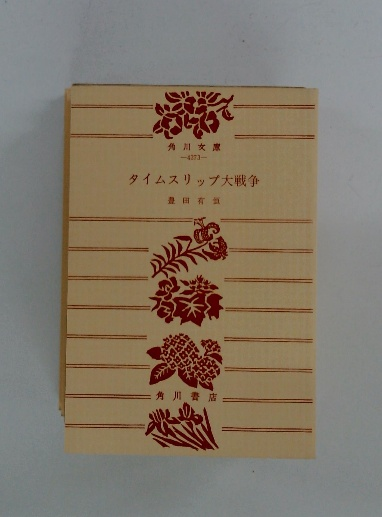 角川文庫
—4273—
タイムスリップ大戦争
豊田有恒
角川書店